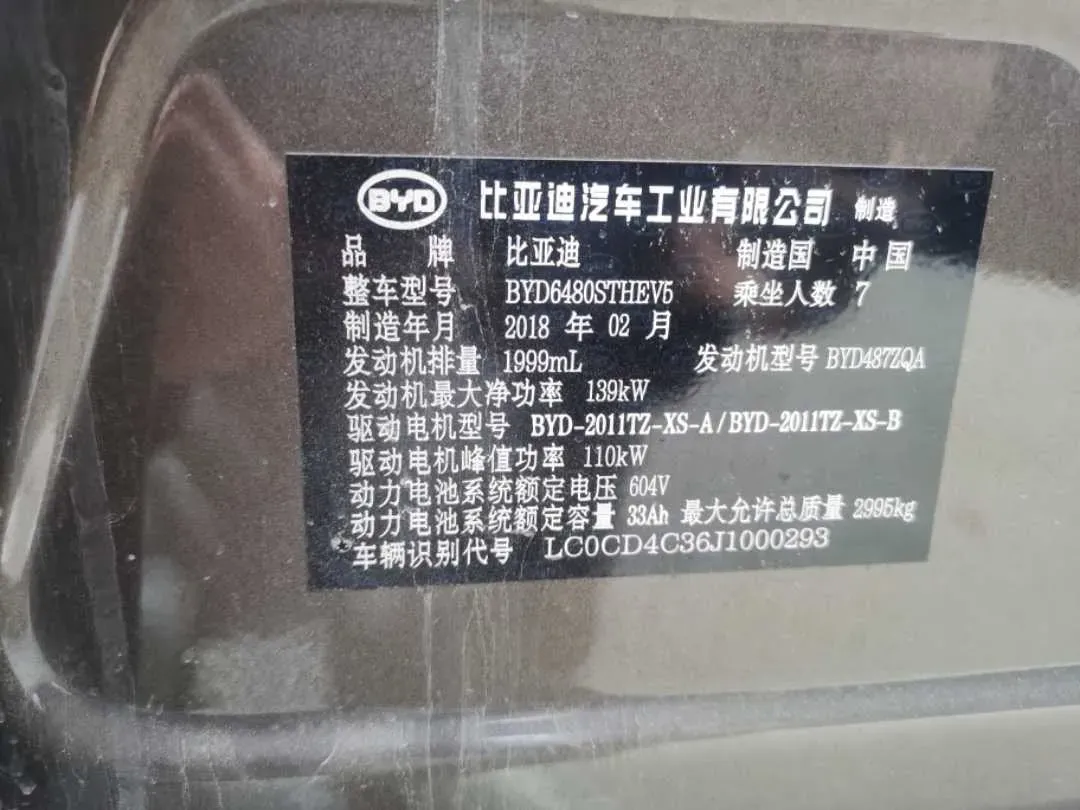 BYD 比亚迪汽车工业有限公司 制造
品 牌 比亚迪 制造国 中国
整车型号 BYD6480STHEV5 乘坐人数 7
制造年月 2018 年 02 月
发动机排量 1999mL 发动机型号 BYD487ZQA
发动机最大净功率 139kW
驱动电机型号 BYD-2011TZ-XS-A/BYD-2011TZ-XS-B
驱动电机峰值功率 110kW
动力电池系统额定电压 604V
动力电池系统额定容量 33Ah 最大允许总质量 2995kg
车辆识别代号 LC0CD4C36J1000293